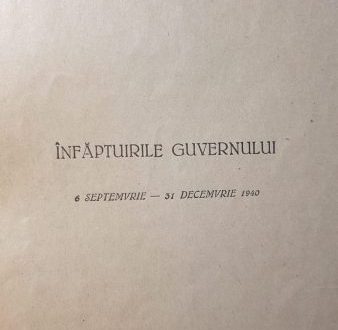 ÎNFĂPTUIRILE GUVERNULUI
6 SEPTEMVRIE — 31 DECEMVRIE 1940